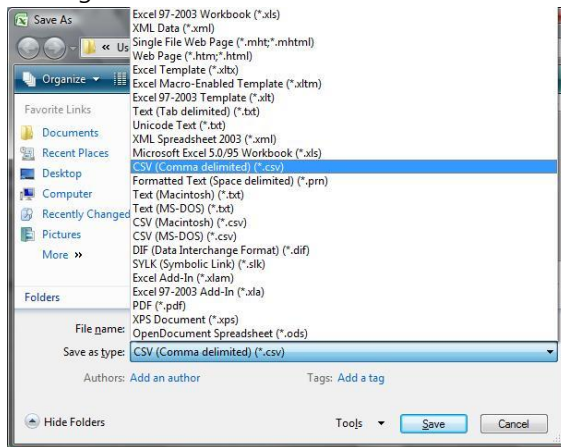 Save As
« Us
Organize
Favorite Links
Documents
Recent Places
Desktop
Computer
Recently Changed
Pictures
More »
Folders
Excel 97-2003 Workbook (*.xls)
XML Data (*.xml)
Single File Web Page (*.mht;*.mhtml)
Web Page (*.htm;*.html)
Excel Template (*.xltx)
Excel Macro-Enabled Template (*.xltm)
Excel 97-2003 Template (*.xlt)
Text (Tab delimited) (*.txt)
Unicode Text (*.txt)
XML Spreadsheet 2003 (*.xml)
Microsoft Excel 5.0/95 Workbook (*.xls)
CSV (Comma delimited) (*.csv)
Formatted Text (Space delimited) (*.prn)
Text (Macintosh) (*.txt)
Text (MS-DOS) (*.txt)
CSV (Macintosh) (*.csv)
CSV (MS-DOS) (*.csv)
DIF (Data Interchange Format) (*.dif)
SYLK (Symbolic Link) (*.slk)
Excel Add-In (*.xlam)
Excel 97-2003 Add-In (*.xla)
PDF (*.pdf)
XPS Document (*.xps)
OpenDocument Spreadsheet (*.ods)
File name:
Save as type: CSV (Comma delimited) (*.csv)
Authors: Add an author Tags: Add a tag
Hide Folders Tools Save Cancel